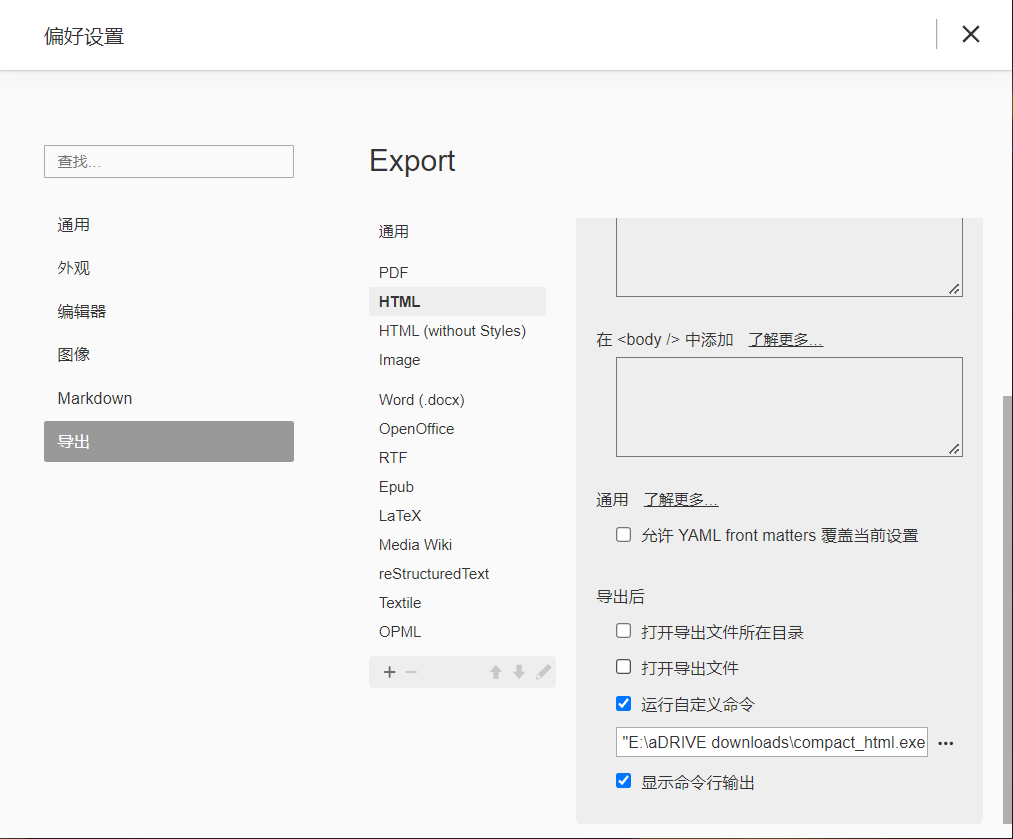 偏好设置
查找...
通用
外观
编辑器
图像
Markdown
导出
Export
通用
PDF
HTML
HTML (without Styles)
Image
Word (.docx)
OpenOffice
RTF
Epub
LaTeX
Media Wiki
reStructuredText
Textile
OPML
在 <body /> 中添加 了解更多...
通用 了解更多...
允许 YAML front matters 覆盖当前设置
导出后
打开导出文件所在目录
打开导出文件
运行自定义命令
"E:\aDRIVE downloads\compact_html.exe
显示命令行输出